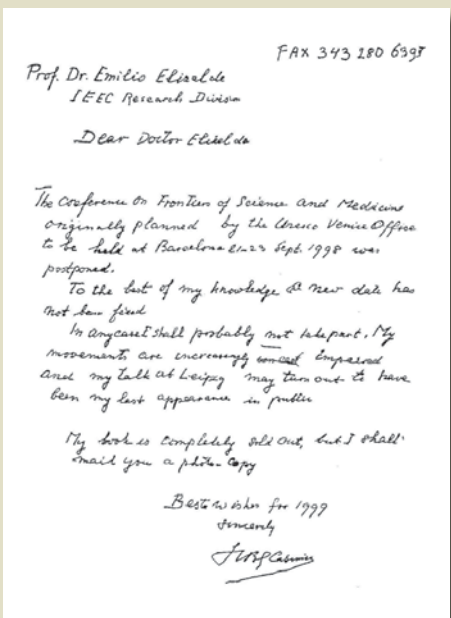 FAX 343 280 6393
Prof. Dr. Emilio Elizalde
IEEC Research Division
Dear Doctor Elizalde
The Conference on Frontiers of Science and Medicine
originally planned by the Unesco Venice Office
to be held at Barcelona 21-23 Sept. 1998 was
postponed.
To the best of my knowledge a new date has
not been fixed
In any case I shall probably not take part. My
movements are increasingly impaired
and my talk at Leipzig may turn out to have
been my last appearance in public
My book is completely sold out, but I shall
mail you a photo-copy
Best wishes for 1999
Sincerely
HBG Casimir